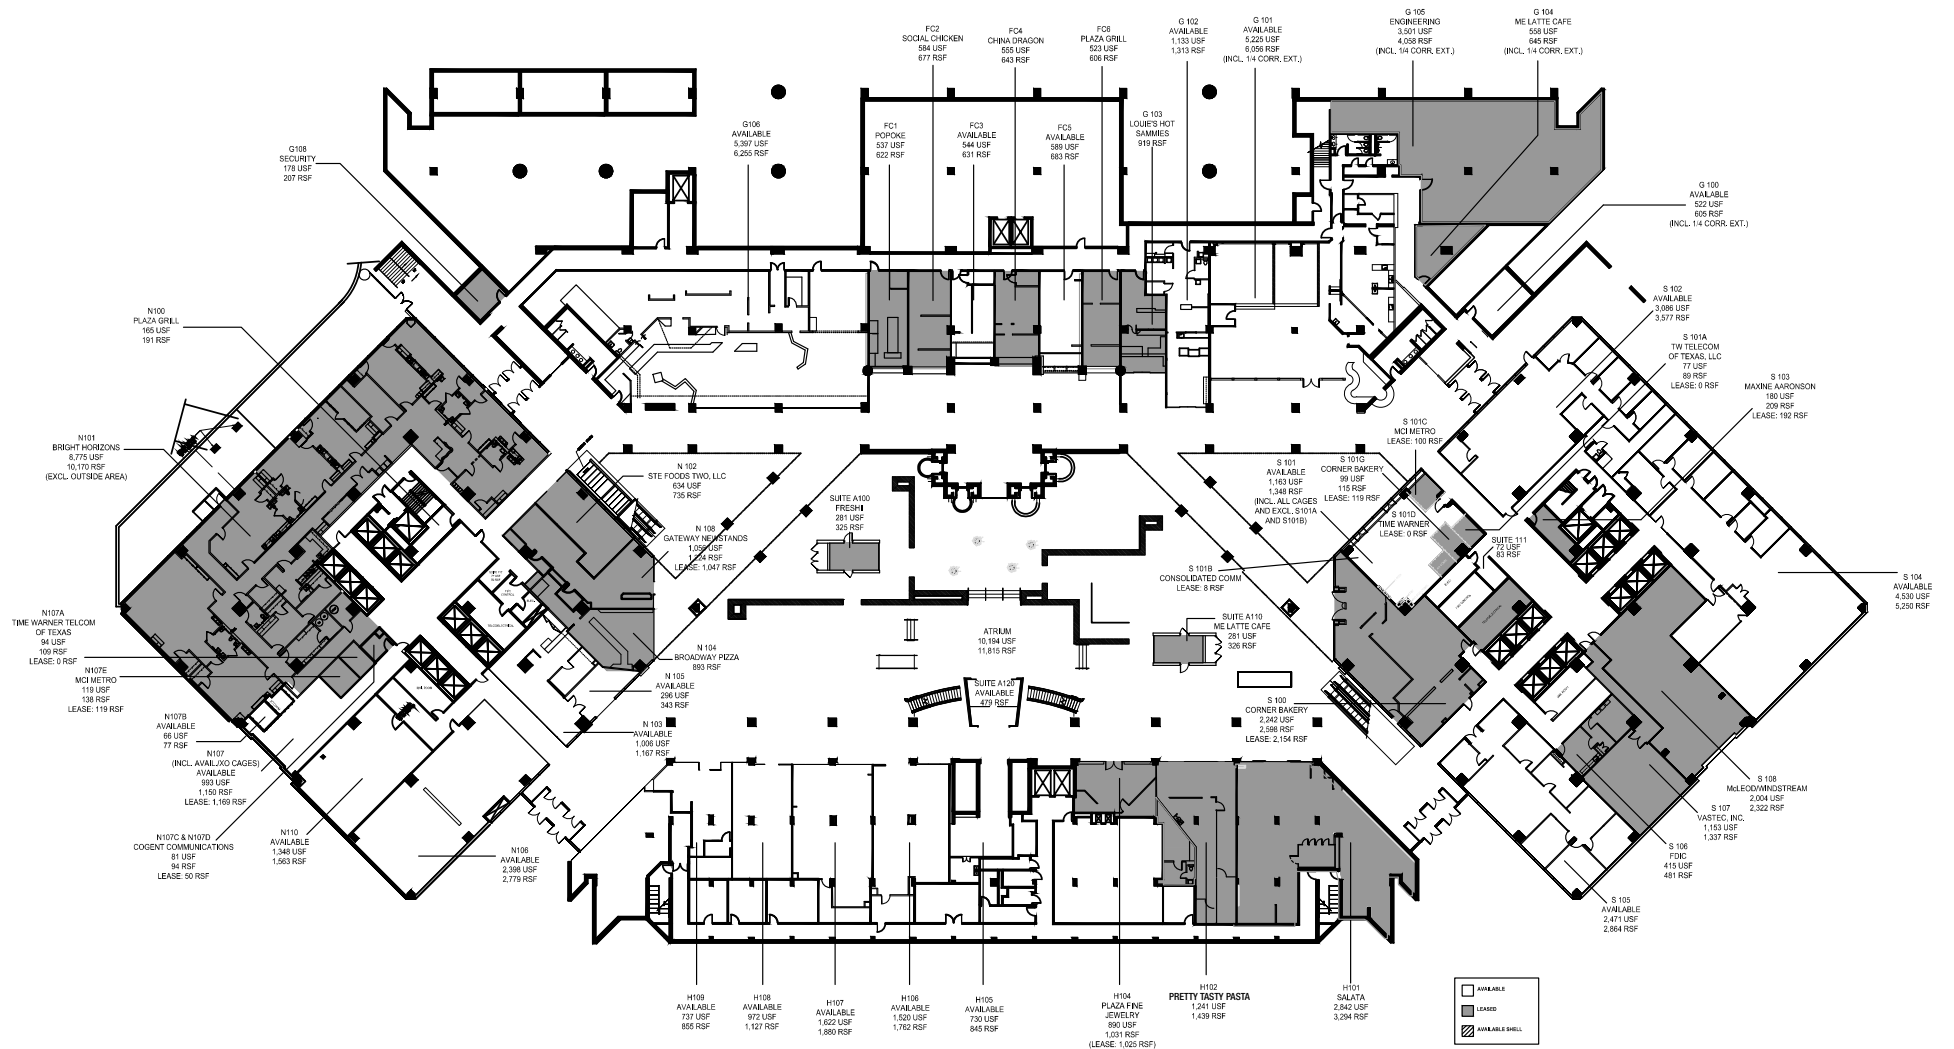 FC2
SOCIAL CHICKEN
584 USF
677 RSF
FC4
CHINA DRAGON
555 USF
643 RSF
FC6
PLAZA GRILL
523 USF
606 RSF
G 102
AVAILABLE
1,133 USF
1,313 RSF
G 101
AVAILABLE
5,225 USF
6,056 RSF
(INCL. 1/4 CORR. EXT.)
G 105
ENGINEERING
3,501 USF
4,058 RSF
(INCL. 1/4 CORR. EXT.)
G 104
ME LATTE CAFE
558 USF
645 RSF
(INCL. 1/4 CORR. EXT.)
G108
SECURITY
178 USF
207 RSF
G106
AVAILABLE
5,397 USF
6,255 RSF
FC1
POPOKE
537 USF
622 RSF
FC3
AVAILABLE
544 USF
631 RSF
FC5
AVAILABLE
589 USF
683 RSF
G 103
LOUIE'S HOT
SAMMIES
919 RSF
G 100
AVAILABLE
522 USF
605 RSF
(INCL. 1/4 CORR. EXT.)
N100
PLAZA GRILL
165 USF
191 RSF
S 102
AVAILABLE
3,086 USF
3,577 RSF
S 101A
TW TELECOM
OF TEXAS, LLC
77 USF
89 RSF
LEASE: 0 RSF
S 103
MAXINE AARONSON
180 USF
209 RSF
LEASE: 192 RSF
N101
BRIGHT HORIZONS
8,775 USF
10,170 RSF
(EXCL. OUTSIDE AREA)
N 102
STE FOODS TWO, LLC
634 USF
735 RSF
SUITE A100
FRESHII
281 USF
325 RSF
S 101C
MCI METRO
LEASE: 100 RSF
S 101
AVAILABLE
1,163 USF
1,348 RSF
(INCL. ALL CAGES
AND EXCL. S101A
AND S101B)
S 101G
CORNER BAKERY
99 USF
115 RSF
LEASE: 119 RSF
S 101D
TIME WARNER
LEASE: 0 RSF
N 108
GATEWAY NEWSTANDS
1,056 USF
1,224 RSF
LEASE: 1,047 RSF
SUITE 111
72 USF
83 RSF
S 101B
CONSOLIDATED COMM
LEASE: 8 RSF
S 104
AVAILABLE
4,530 USF
5,250 RSF
N107A
TIME WARNER TELCOM
OF TEXAS
94 USF
109 RSF
LEASE: 0 RSF
N107E
MCI METRO
119 USF
138 RSF
LEASE: 119 RSF
ATRIUM
10,194 USF
11,815 RSF
SUITE A110
ME LATTE CAFE
281 USF
326 RSF
N 104
BROADWAY PIZZA
893 RSF
N 105
AVAILABLE
296 USF
343 RSF
SUITE A120
AVAILABLE
479 RSF
S 100
CORNER BAKERY
2,242 USF
2,598 RSF
LEASE: 2,154 RSF
N107B
AVAILABLE
66 USF
77 RSF
N 103
AVAILABLE
1,006 USF
1,167 RSF
N107
(INCL. AVAIL./XO CAGES)
AVAILABLE
993 USF
1,150 RSF
LEASE: 1,169 RSF
S 108
McLEOD/WINDSTREAM
2,004 USF
2,322 RSF
S 107
VASTEC, INC.
1,153 USF
1,337 RSF
N107C & N107D
COGENT COMMUNICATIONS
81 USF
94 RSF
LEASE: 50 RSF
N110
AVAILABLE
1,348 USF
1,563 RSF
N106
AVAILABLE
2,398 USF
2,779 RSF
S 106
FDIC
415 USF
481 RSF
S 105
AVAILABLE
2,471 USF
2,864 RSF
H109
AVAILABLE
737 USF
855 RSF
H108
AVAILABLE
972 USF
1,127 RSF
H107
AVAILABLE
1,622 USF
1,880 RSF
H106
AVAILABLE
1,520 USF
1,762 RSF
H105
AVAILABLE
730 USF
845 RSF
H104
PLAZA FINE
JEWELRY
890 USF
1,031 RSF
(LEASE: 1,025 RSF)
H102
PRETTY TASTY PASTA
1,241 USF
1,439 RSF
H101
SALATA
2,842 USF
3,294 RSF
AVAILABLE
LEASED
AVAILABLE SHELL